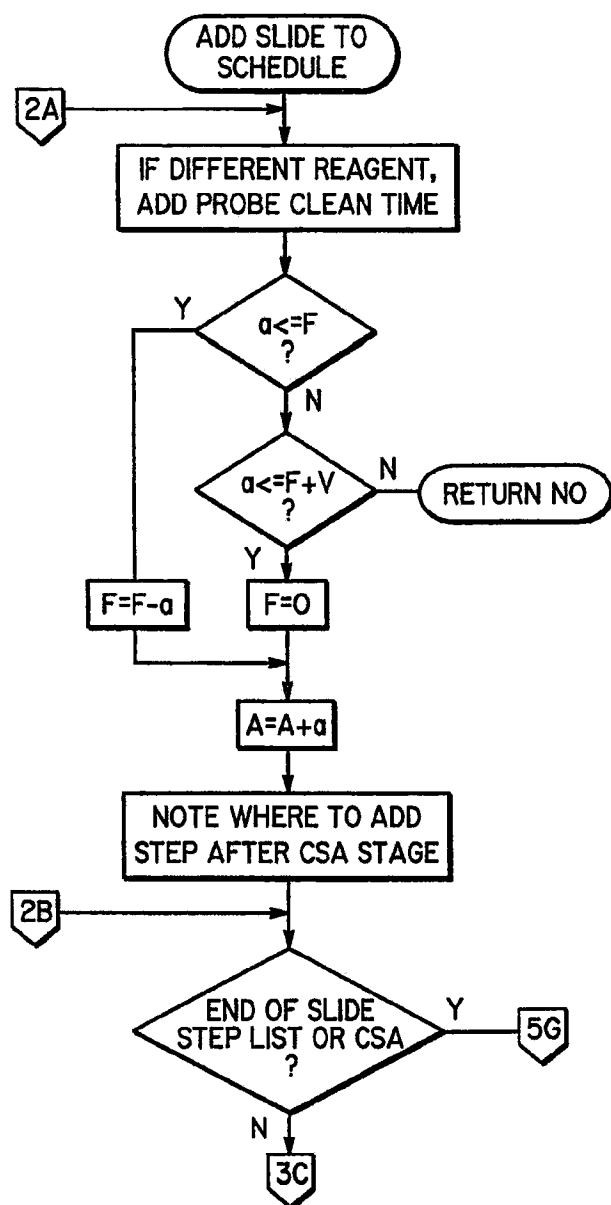 ADD SLIDE TO
SCHEDULE
2A
IF DIFFERENT REAGENT,
ADD PROBE CLEAN TIME
Y
a<=F
?
N
a<=F+V
?
N
RETURN NO
Y
F=F-a
F=0
A=A+a
NOTE WHERE TO ADD
STEP AFTER CSA STAGE
2B
END OF SLIDE
STEP LIST OR CSA
?
Y
5G
N
3C